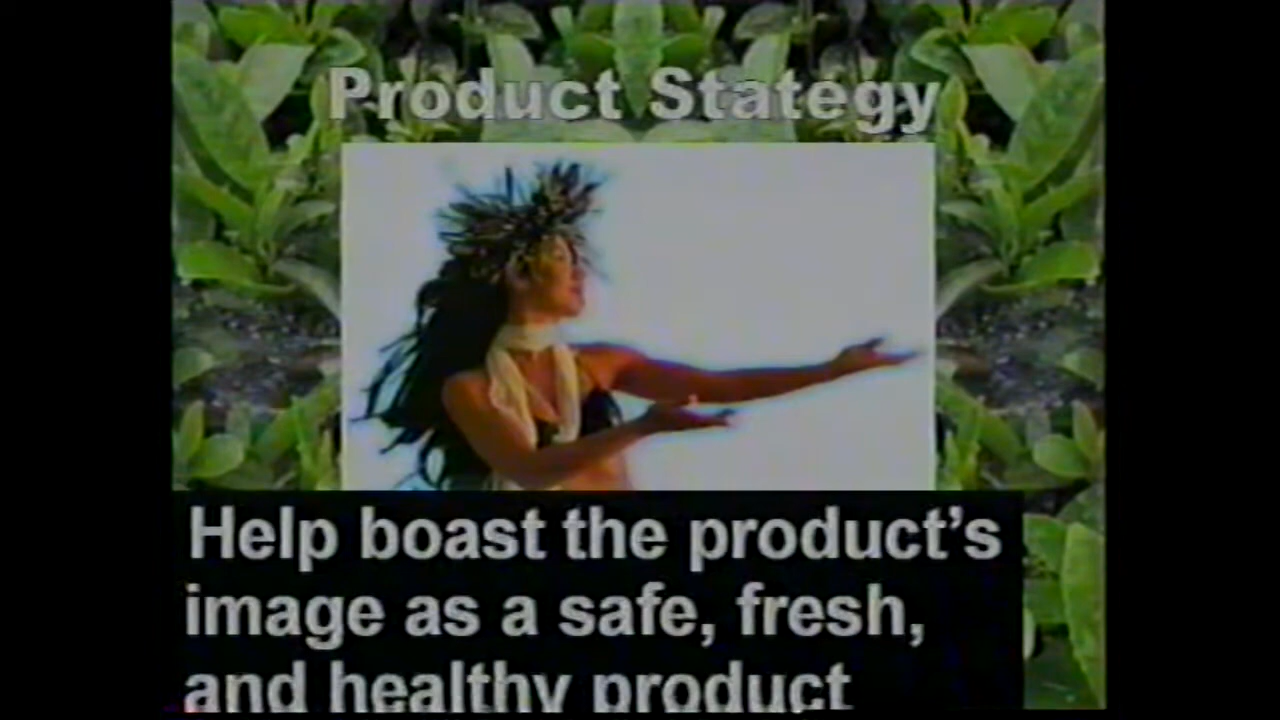 Product Stategy
Help boast the product's
image as a safe, fresh,
and healthy product